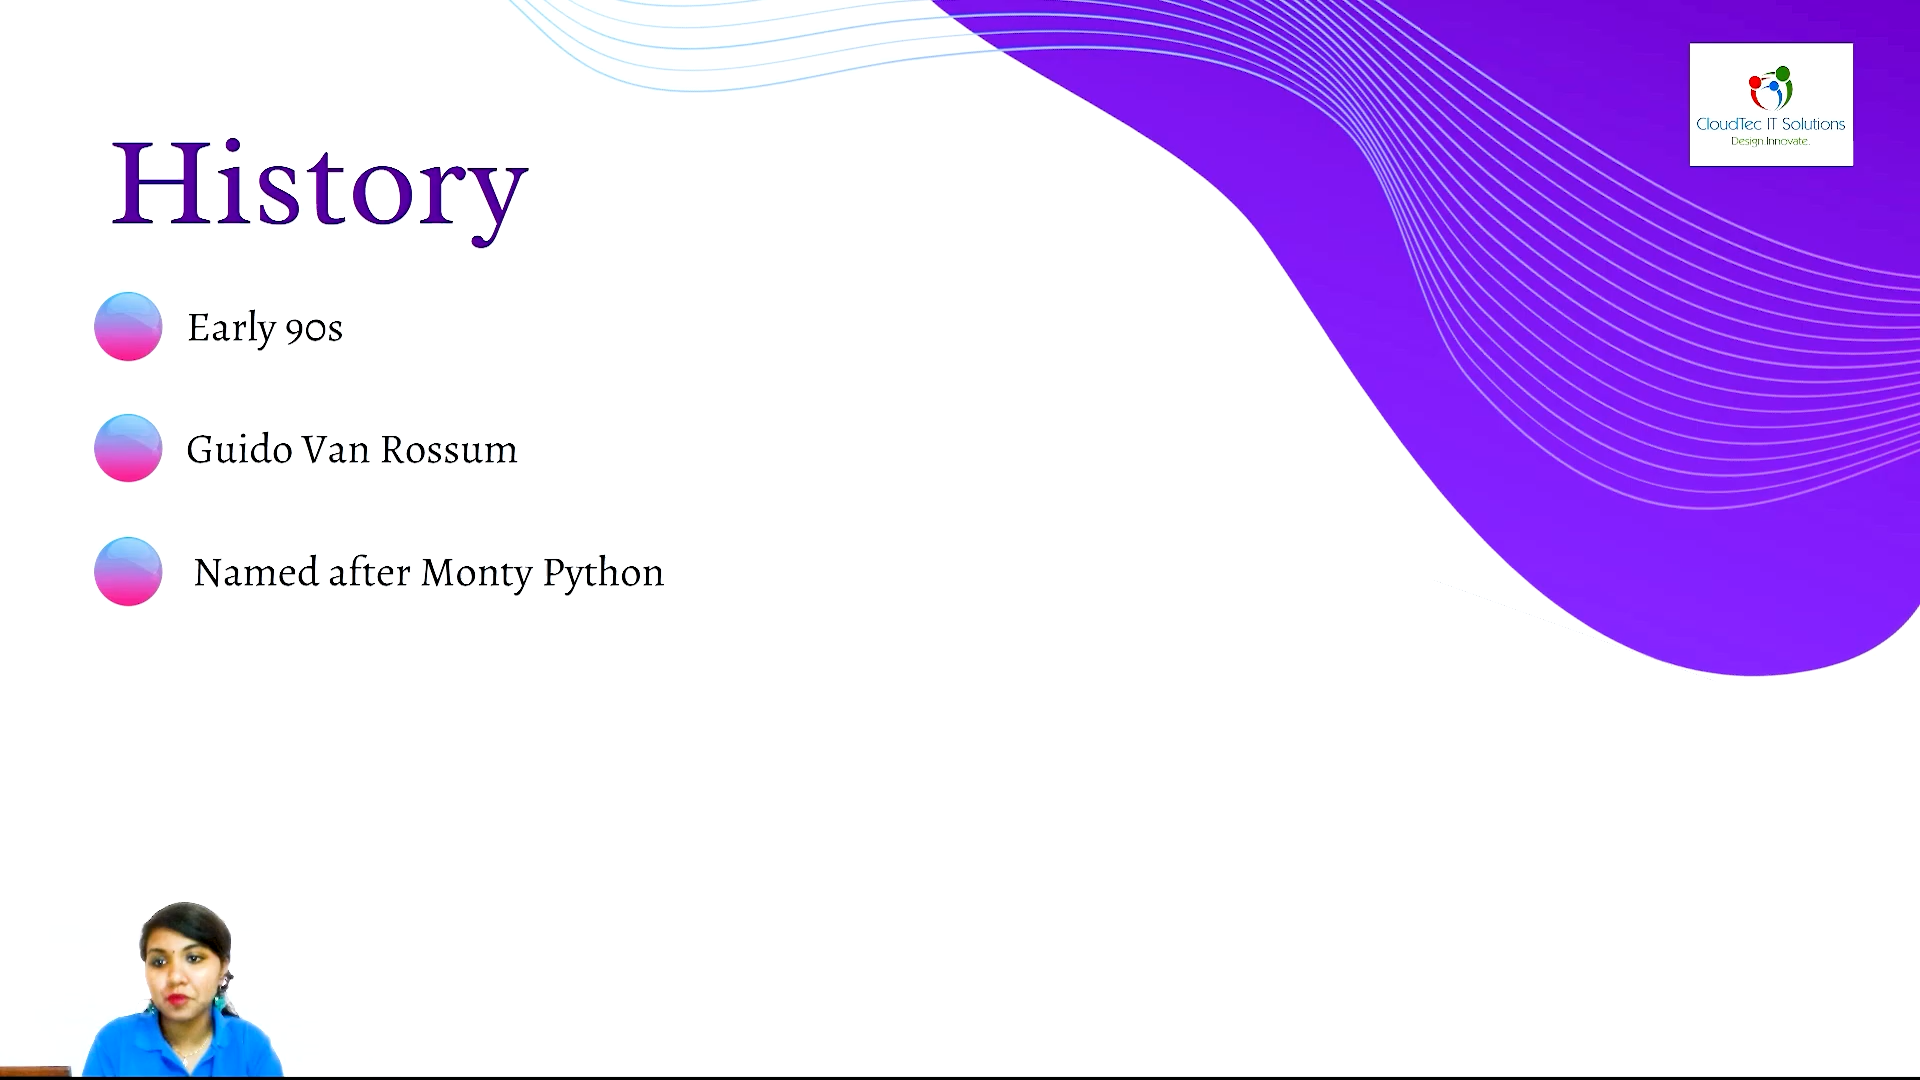 CloudTec IT Solutions
Design Innovate.
History
Early 90s
Guido Van Rossum
Named after Monty Python